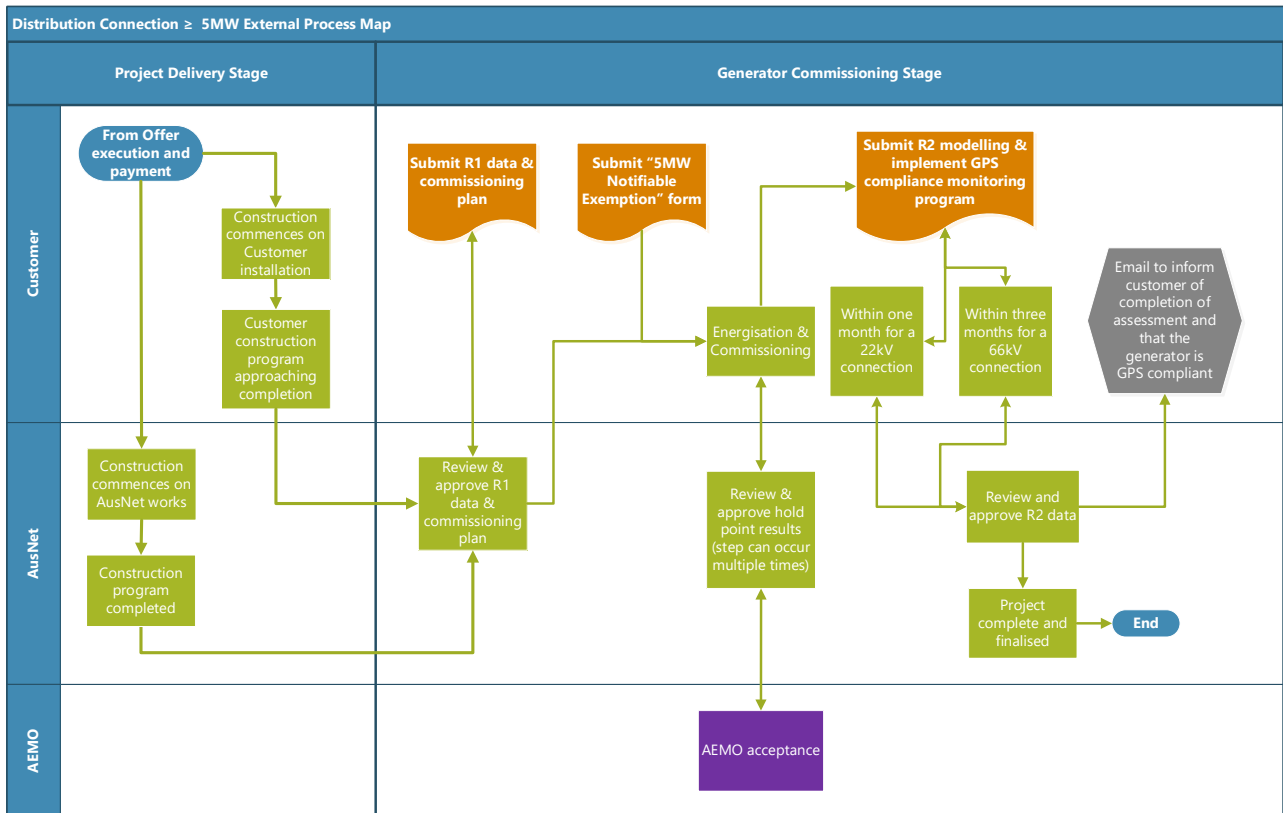 Distribution Connection ≥ 5MW External Process Map
Project Delivery Stage
Generator Commissioning Stage
Customer
From Offer
execution and
payment
Construction
commences on
Customer
installation
Customer
construction
program
approaching
completion
Submit R1 data &
commissioning
plan
Submit “5MW
Notifiable
Exemption” form
Submit R2 modelling &
implement GPS
compliance monitoring
program
Energisation &
Commissioning
Within one
month for a
22kV
connection
Within three
months for a
66kV
connection
Email to inform
customer of
completion of
assessment and
that the
generator is
GPS compliant
AusNet
Construction
commences on
AusNet works
Construction
program
completed
Review &
approve R1
data &
commissioning
plan
Review &
approve hold
point results
(step can occur
multiple times)
Review and
approve R2 data
Project
complete and
finalised
End
AEMO
AEMO acceptance